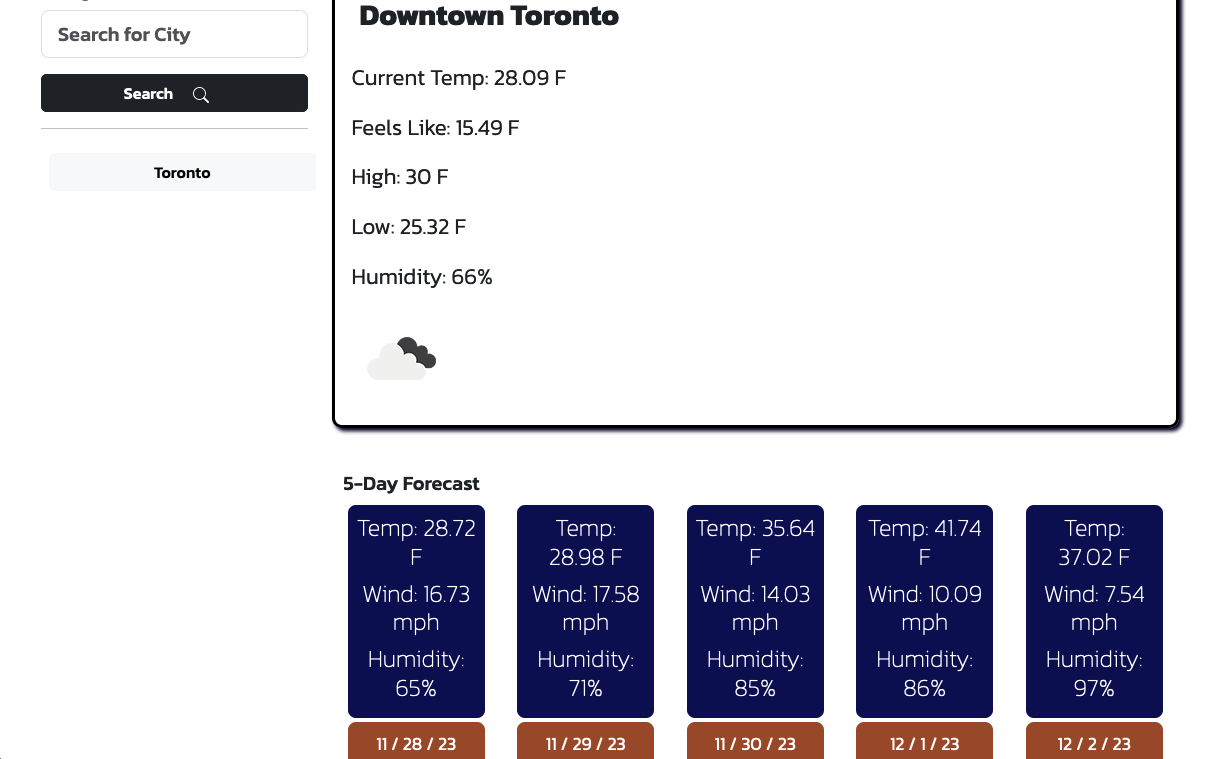 Search for City
Search
Toronto
Downtown Toronto
Current Temp: 28.09 F
Feels Like: 15.49 F
High: 30 F
Low: 25.32 F
Humidity: 66%
5-Day Forecast
Temp: 28.72
F
Wind: 16.73
mph
Humidity:
65%
11 / 28 / 23
Temp:
28.98 F
Wind: 17.58
mph
Humidity:
71%
11 / 29 / 23
Temp: 35.64
F
Wind: 14.03
mph
Humidity:
85%
11 / 30 / 23
Temp: 41.74
F
Wind: 10.09
mph
Humidity:
86%
12 / 1 / 23
Temp:
37.02 F
Wind: 7.54
mph
Humidity:
97%
12 / 2 / 23